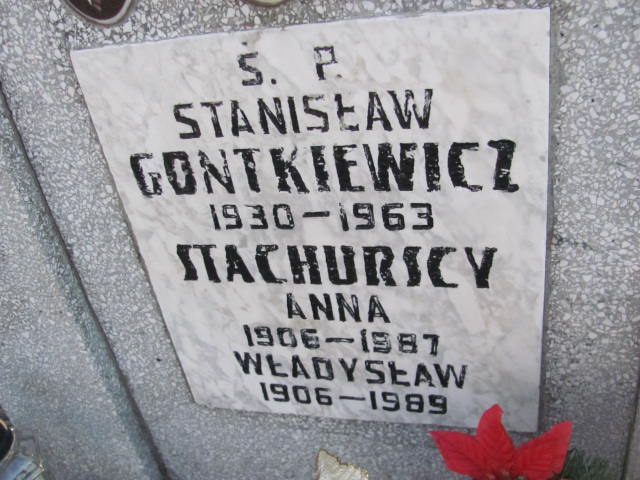 S. P.
STANISŁAW
GONTKIEWICZ
1930-1963
STACHURSCY
ANNA
1906-1987
WŁADYSŁAW
1906-1989